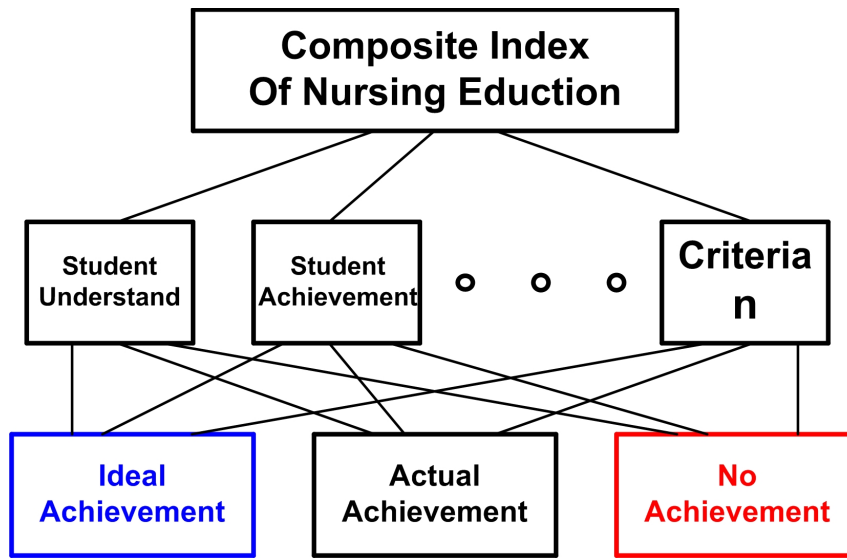 Composite Index
Of Nursing Eduction
Student
Understand
Student
Achievement
Criteria
n
Ideal
Achievement
Actual
Achievement
No
Achievement